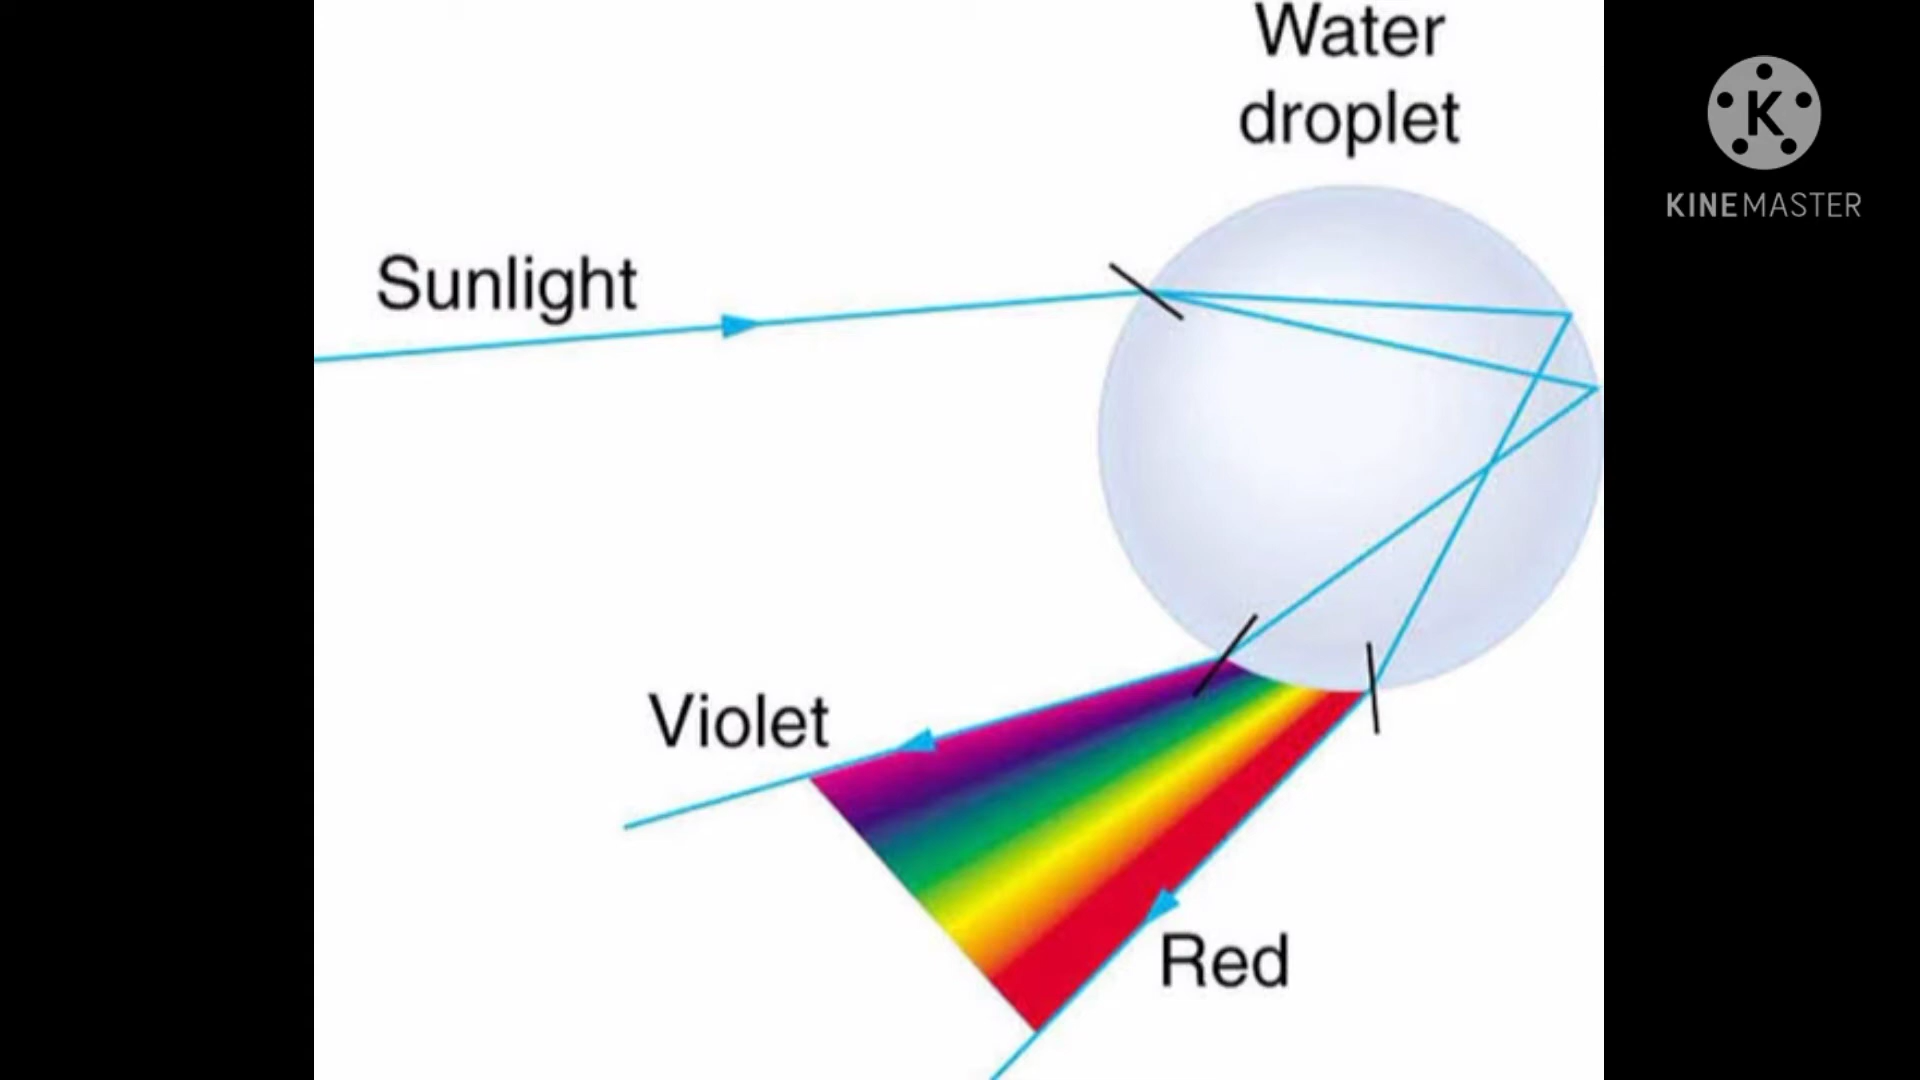 Water
droplet
K
KINEMASTER
Sunlight
Violet
Red